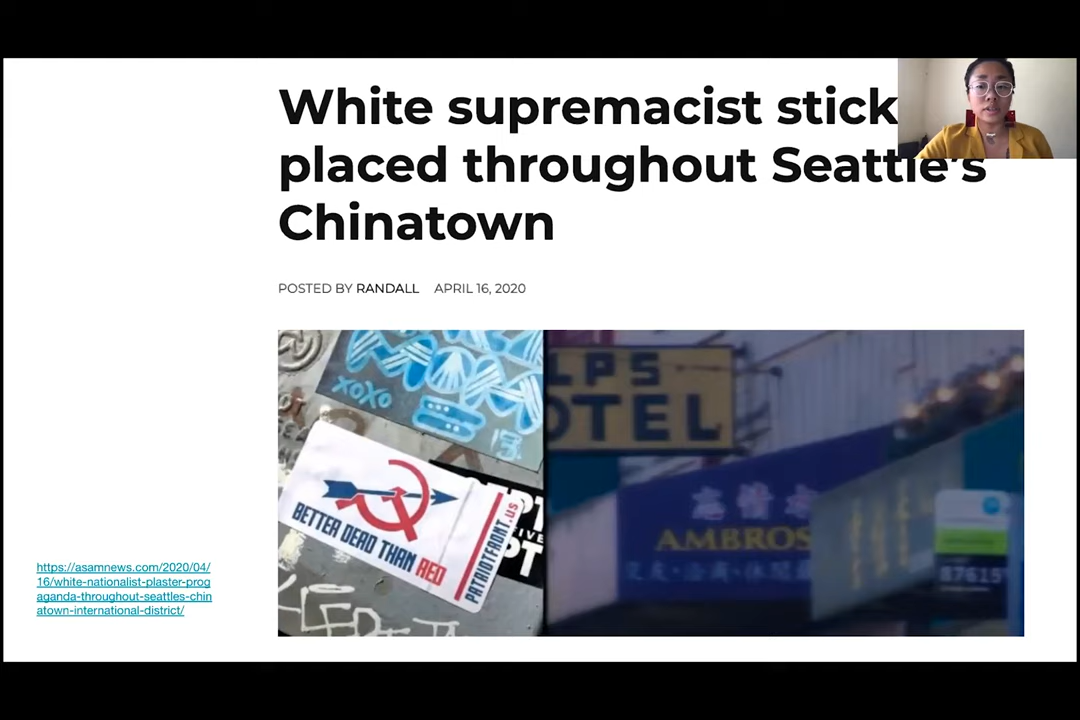 White supremacist stick
placed throughout Seattle's
Chinatown
POSTED BY RANDALL APRIL 16, 2020
XOXO
BETTER DEAD THAN RED
PATRIOTFRONT.us
LPS
OTEL
AMBROS
87615
https://asamnews.com/2020/04/
16/white-nationalist-plaster-prog
aganda-throughout-seattles-chin
atown-international-district/